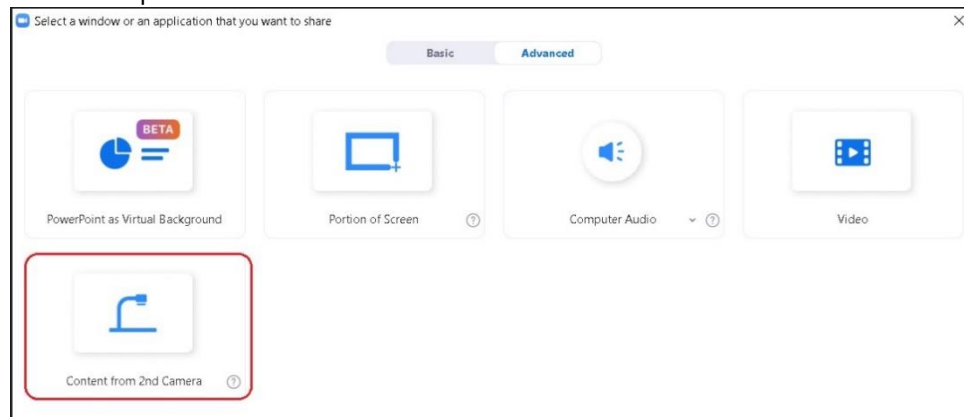 Select a window or an application that you want to share
Basic
Advanced
BETA
PowerPoint as Virtual Background
Portion of Screen
Computer Audio
Video
Content from 2nd Camera